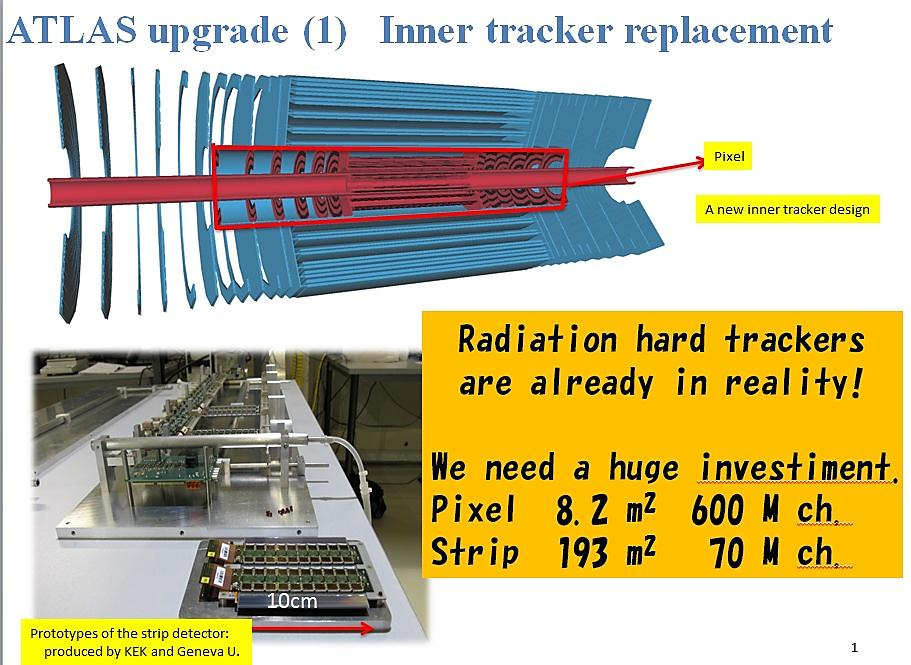 ATLAS upgrade (1) Inner tracker replacement
Pixel
A new inner tracker design
Radiation hard trackers
are already in reality!
We need a huge investiment.
Pixel 8.2 m² 600 M ch.
Strip 193 m² 70 M ch.
10cm
Prototypes of the strip detector:
produced by KEK and Geneva U.
1